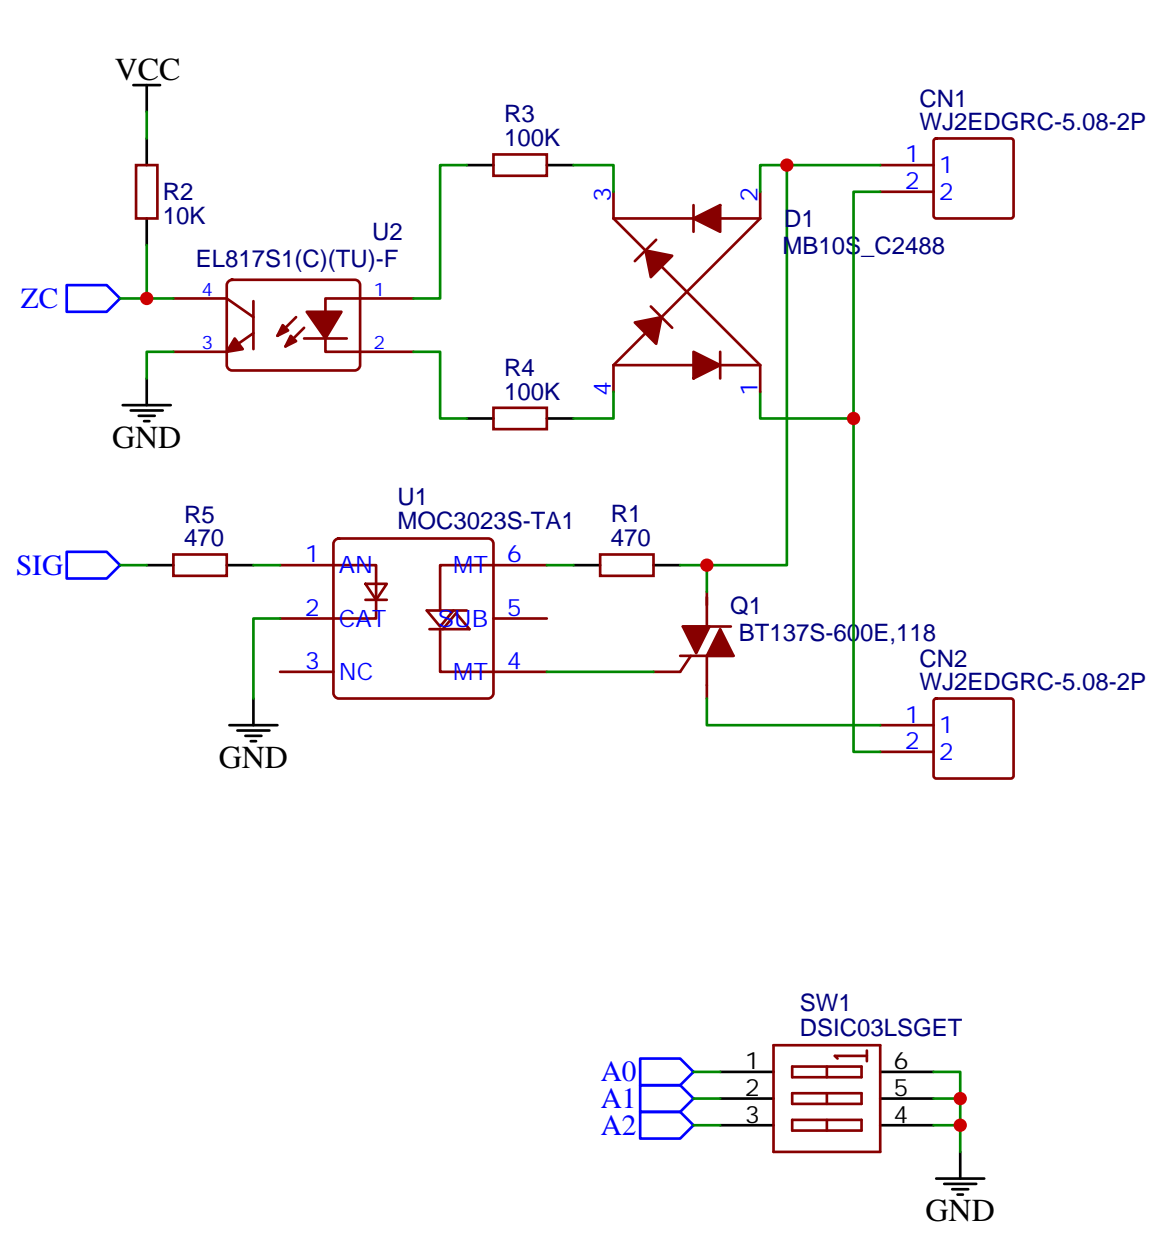 VCC
R2
10K
ZC
U2
EL817S1(C)(TU)-F
4
3
1
2
GND
R3
100K
R4
100K
3
2
4
1
D1
MB10S_C2488
CN1
WJ2EDGRC-5.08-2P
1
1
2
2
SIG
R5
470
U1
MOC3023S-TA1
1
AN
2
CAT
3
NC
MT
6
SUB
5
MT
4
GND
R1
470
Q1
BT137S-600E,118
CN2
WJ2EDGRC-5.08-2P
1
1
2
2
SW1
DSIC03LSGET
A0
1
6
A1
2
5
A2
3
4
1
GND